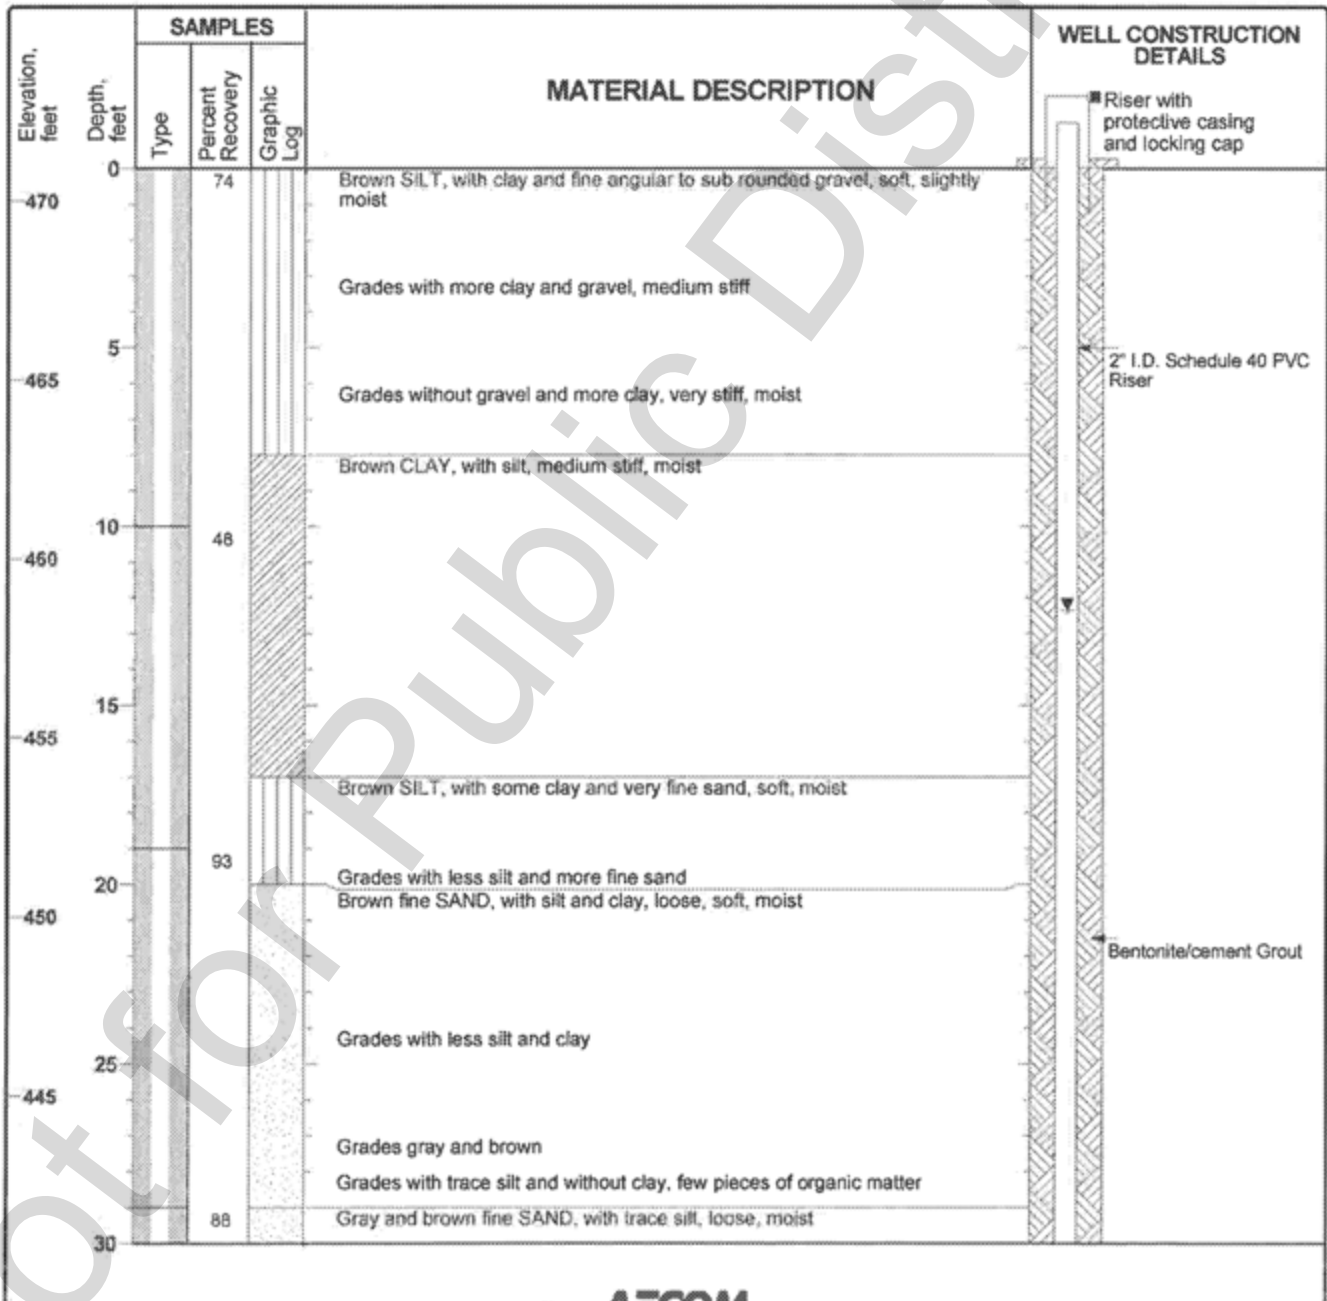 SAMPLES
Elevation,
feet
Depth,
feet
Type
Percent
Recovery
Graphic
Log
MATERIAL DESCRIPTION
WELL CONSTRUCTION
DETAILS
Riser with
protective casing
and locking cap
0
74
Brown SILT, with clay and fine angular to sub rounded gravel, soft, slightly
moist
470
Grades with more clay and gravel, medium stiff
5
2" I.D. Schedule 40 PVC
Riser
465
Grades without gravel and more clay, very stiff, moist
Brown CLAY, with silt, medium stiff, moist
10
48
460
15
455
Brown SILT, with some clay and very fine sand, soft, moist
93
Grades with less silt and more fine sand
20
Brown fine SAND, with silt and clay, loose, soft, moist
450
Bentonite/cement Grout
Grades with less silt and clay
25
445
Grades gray and brown
Grades with trace silt and without clay, few pieces of organic matter
88
Gray and brown fine SAND, with trace silt, loose, moist
30
AECOM
ot for Public Distr